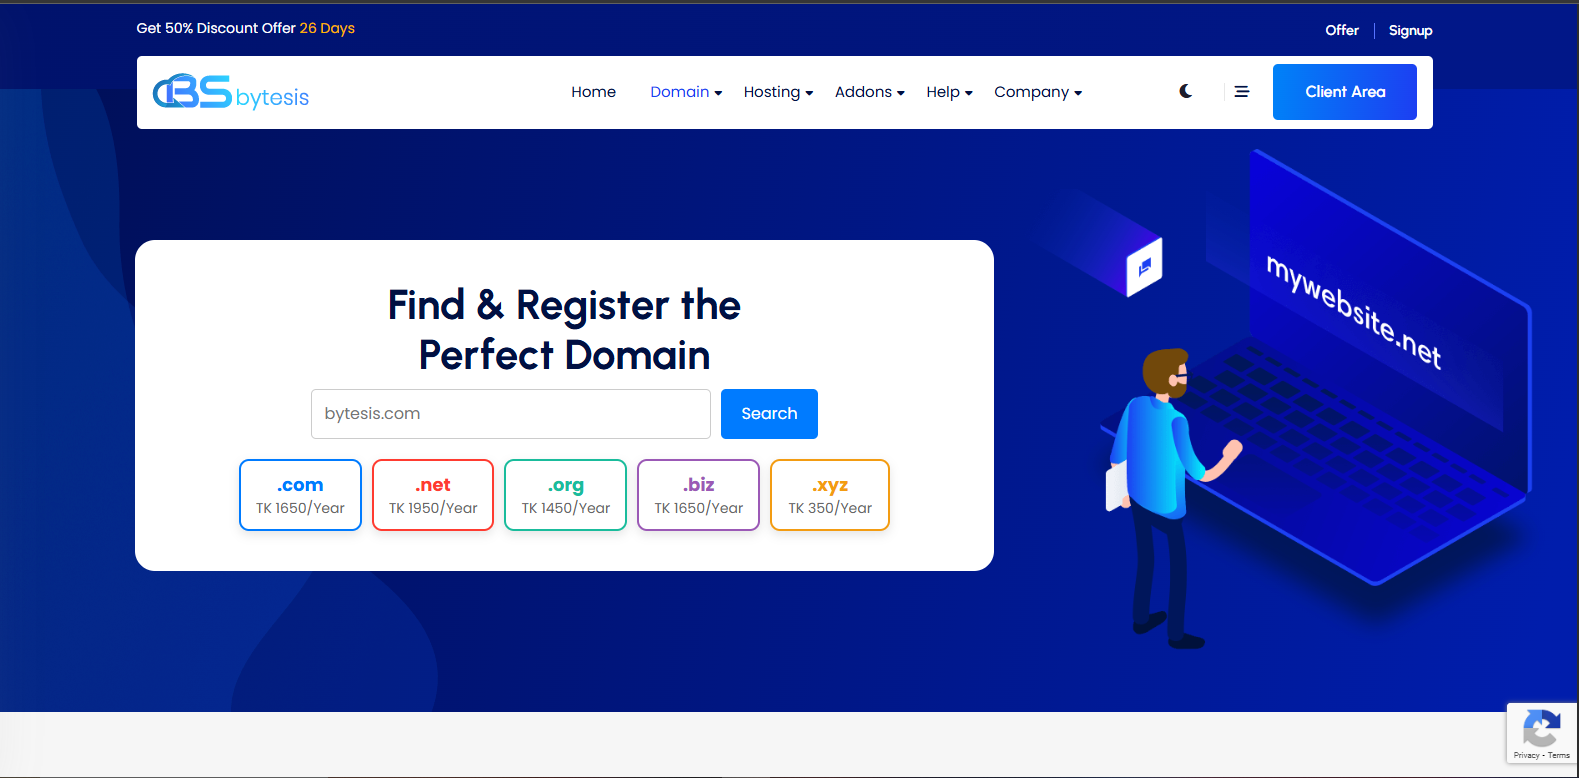 Get 50% Discount Offer 26 Days
Offer
Signup
BS bytesis
Home
Domain
Hosting
Addons
Help
Company
Client Area
mywebsite.net
Find & Register the
Perfect Domain
bytesis.com
Search
.com
TK 1650/Year
.net
TK 1950/Year
.org
TK 1450/Year
.biz
TK 1650/Year
.xyz
TK 350/Year
Privacy - Terms